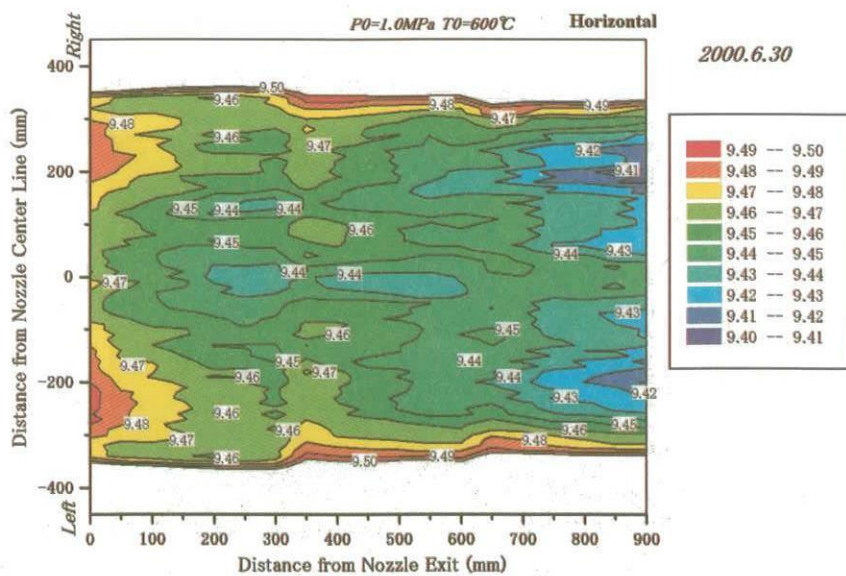 P0=1.0MPa T0=600℃ Horizontal
2000.6.30
Right
400
200
0
-200
-400
Left
Distance from Nozzle Center Line (mm)
0 100 200 300 400 500 600 700 800 900
Distance from Nozzle Exit (mm)
9.50
9.46
9.48
9.49
9.48
9.47
9.46
9.47
9.42
9.41
9.45
9.44
9.44
9.46
9.45
9.43
9.44
9.47
9.44
9.44
9.43
9.46
9.45
9.47
9.45
9.44
9.46
9.47
9.44
9.43
9.42
9.48
9.46
9.46
9.46
9.45
9.47
9.48
9.46
9.49
9.50
9.49 -- 9.50
9.48 -- 9.49
9.47 -- 9.48
9.46 -- 9.47
9.45 -- 9.46
9.44 -- 9.45
9.43 -- 9.44
9.42 -- 9.43
9.41 -- 9.42
9.40 -- 9.41